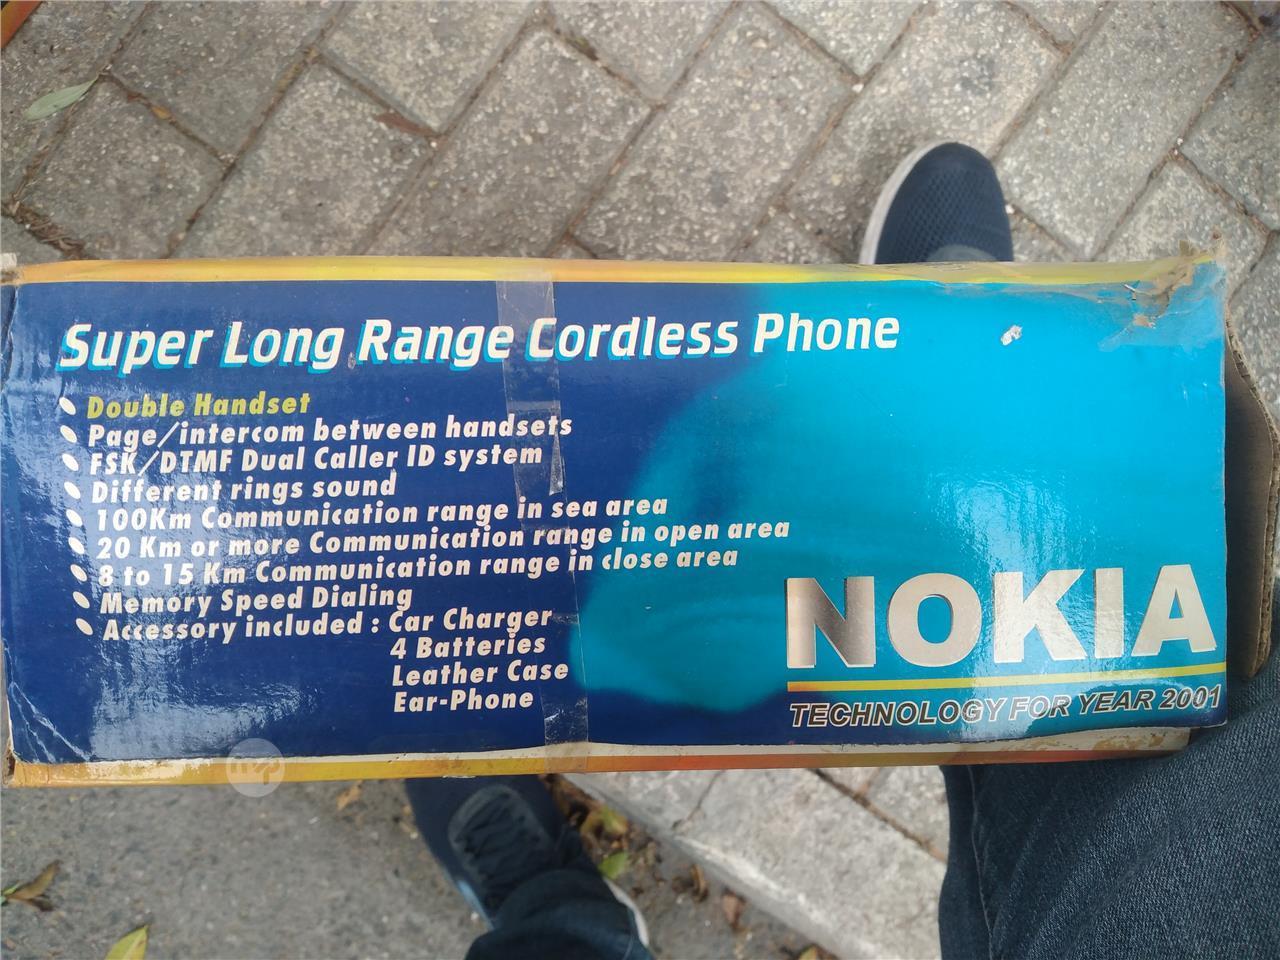 Super Long Range Cordless Phone
• Double Handset
• Page/intercom between handsets
• FSK/DTMF Dual Caller ID system
• Different rings sound
• 100Km Communication range in sea area
• 20 Km or more Communication range in open area
• 8 to 15 Km Communication range in close area
• Memory Speed Dialing
• Accessory included : Car Charger
4 Batteries
Leather Case
Ear-Phone
NOKIA
TECHNOLOGY FOR YEAR 2001